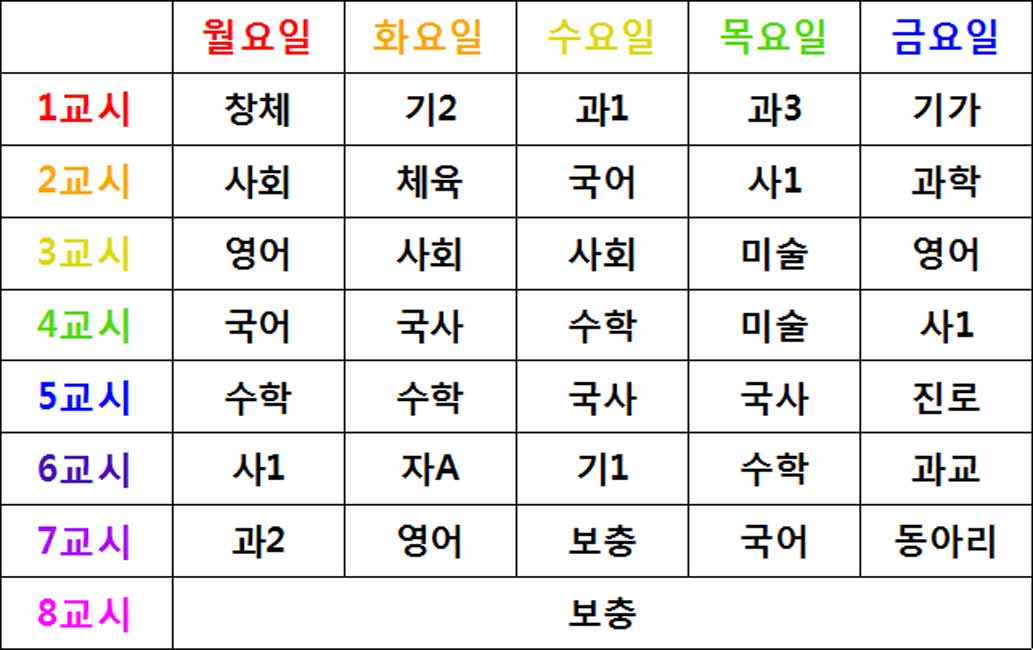 월요일 화요일 수요일 목요일 금요일
1교시 창체 기2 과1 과3 기가
2교시 사회 체육 국어 사1 과학
3교시 영어 사회 사회 미술 영어
4교시 국어 국사 수학 미술 사1
5교시 수학 수학 국사 국사 진로
6교시 사1 자A 기1 수학 과교
7교시 과2 영어 보충 국어 동아리
8교시 보충